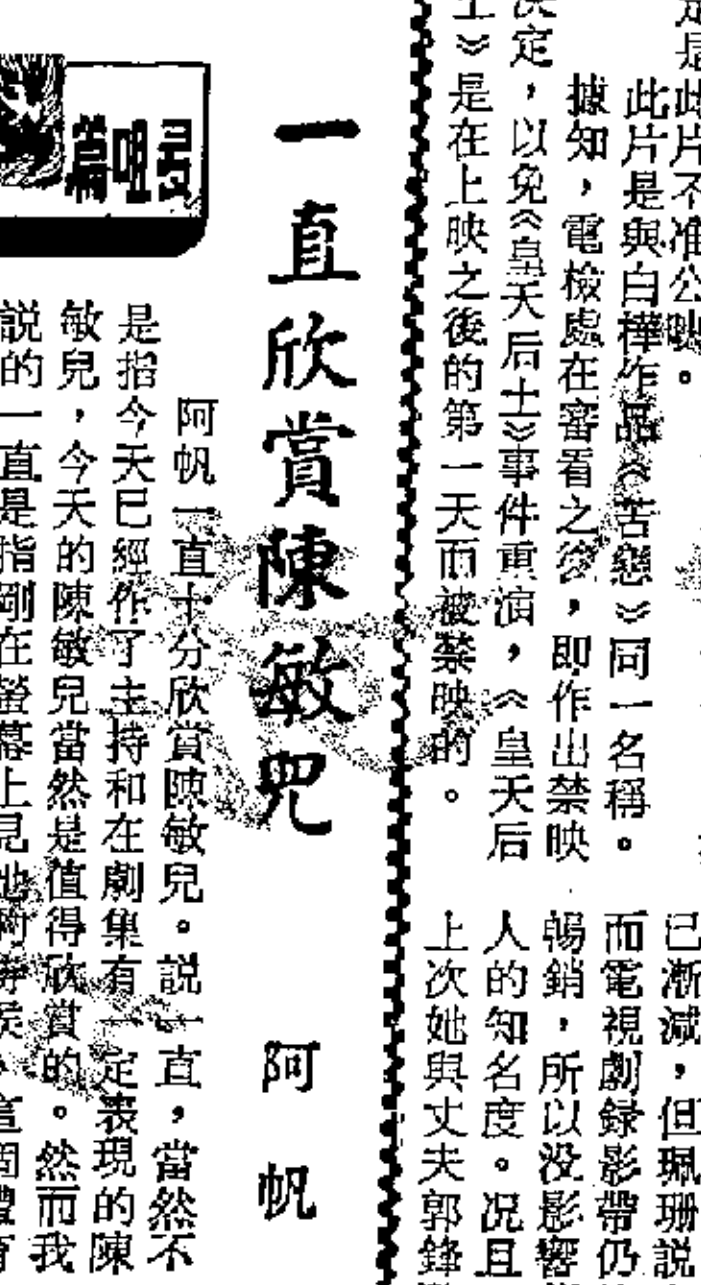 此片不准公映。
此片是與白樺作品《苦戀》同一名稱。
據知，電檢處在審看之後，即作出禁映
決定，以免《皇天后土》事件重演，《皇天后
土》是在上映之後的第一天而被禁映的。
已漸減，但珮珊説
而電視劇録影帶仍
暢銷，所以没影響
人的知名度。况且
上次她與丈夫郭鋒
一直欣賞陳敏兒
阿帆
阿帆一直十分欣賞陳敏兒。説一直，當然不
是指今天已經作了主持和在劇集有一定表現的陳
敏兒，今天的陳敏兒當然是值得欣賞的。然而我
説的一直是指剛在螢幕上見她